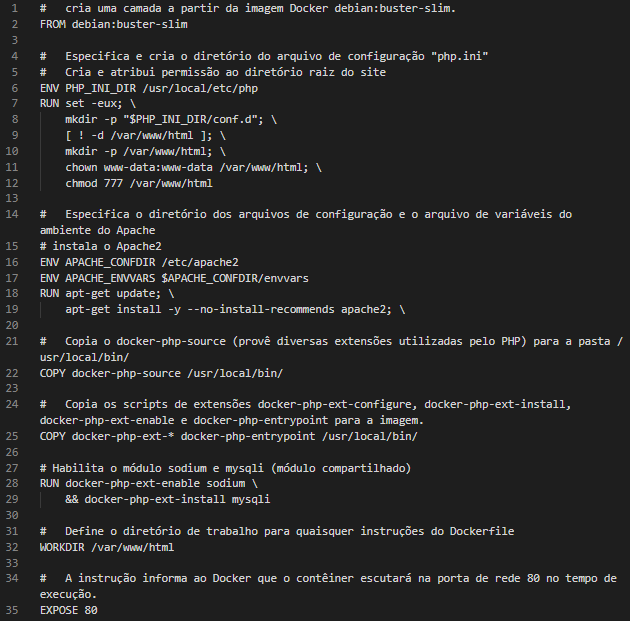 1 #   cria uma camada a partir da imagem Docker debian:buster-slim.
2 FROM debian:buster-slim
3
4 #   Especifica e cria o diretório do arquivo de configuração "php.ini"
5 #   Cria e atribui permissão ao diretório raiz do site
6 ENV PHP_INI_DIR /usr/local/etc/php
7 RUN set -eux; \
8     mkdir -p "$PHP_INI_DIR/conf.d"; \
9     [ ! -d /var/www/html ]; \
10     mkdir -p /var/www/html; \
11     chown www-data:www-data /var/www/html; \
12     chmod 777 /var/www/html
13
14 #   Especifica o diretório dos arquivos de configuração e o arquivo de variáveis do
ambiente do Apache
15 # instala o Apache2
16 ENV APACHE_CONFDIR /etc/apache2
17 ENV APACHE_ENVVARS $APACHE_CONFDIR/envvars
18 RUN apt-get update; \
19     apt-get install -y --no-install-recommends apache2; \
20
21 #   Copia o docker-php-source (provê diversas extensões utilizadas pelo PHP) para a pasta /
usr/local/bin/
22 COPY docker-php-source /usr/local/bin/
23
24 #   Copia os scripts de extensões docker-php-ext-configure, docker-php-ext-install,
docker-php-ext-enable e docker-php-entrypoint para a imagem.
25 COPY docker-php-ext-* docker-php-entrypoint /usr/local/bin/
26
27 # Habilita o módulo sodium e mysqli (módulo compartilhado)
28 RUN docker-php-ext-enable sodium \
29     && docker-php-ext-install mysqli
30
31 #   Define o diretório de trabalho para quaisquer instruções do Dockerfile
32 WORKDIR /var/www/html
33
34 #   A instrução informa ao Docker que o contêiner escutará na porta de rede 80 no tempo de
execução.
35 EXPOSE 80